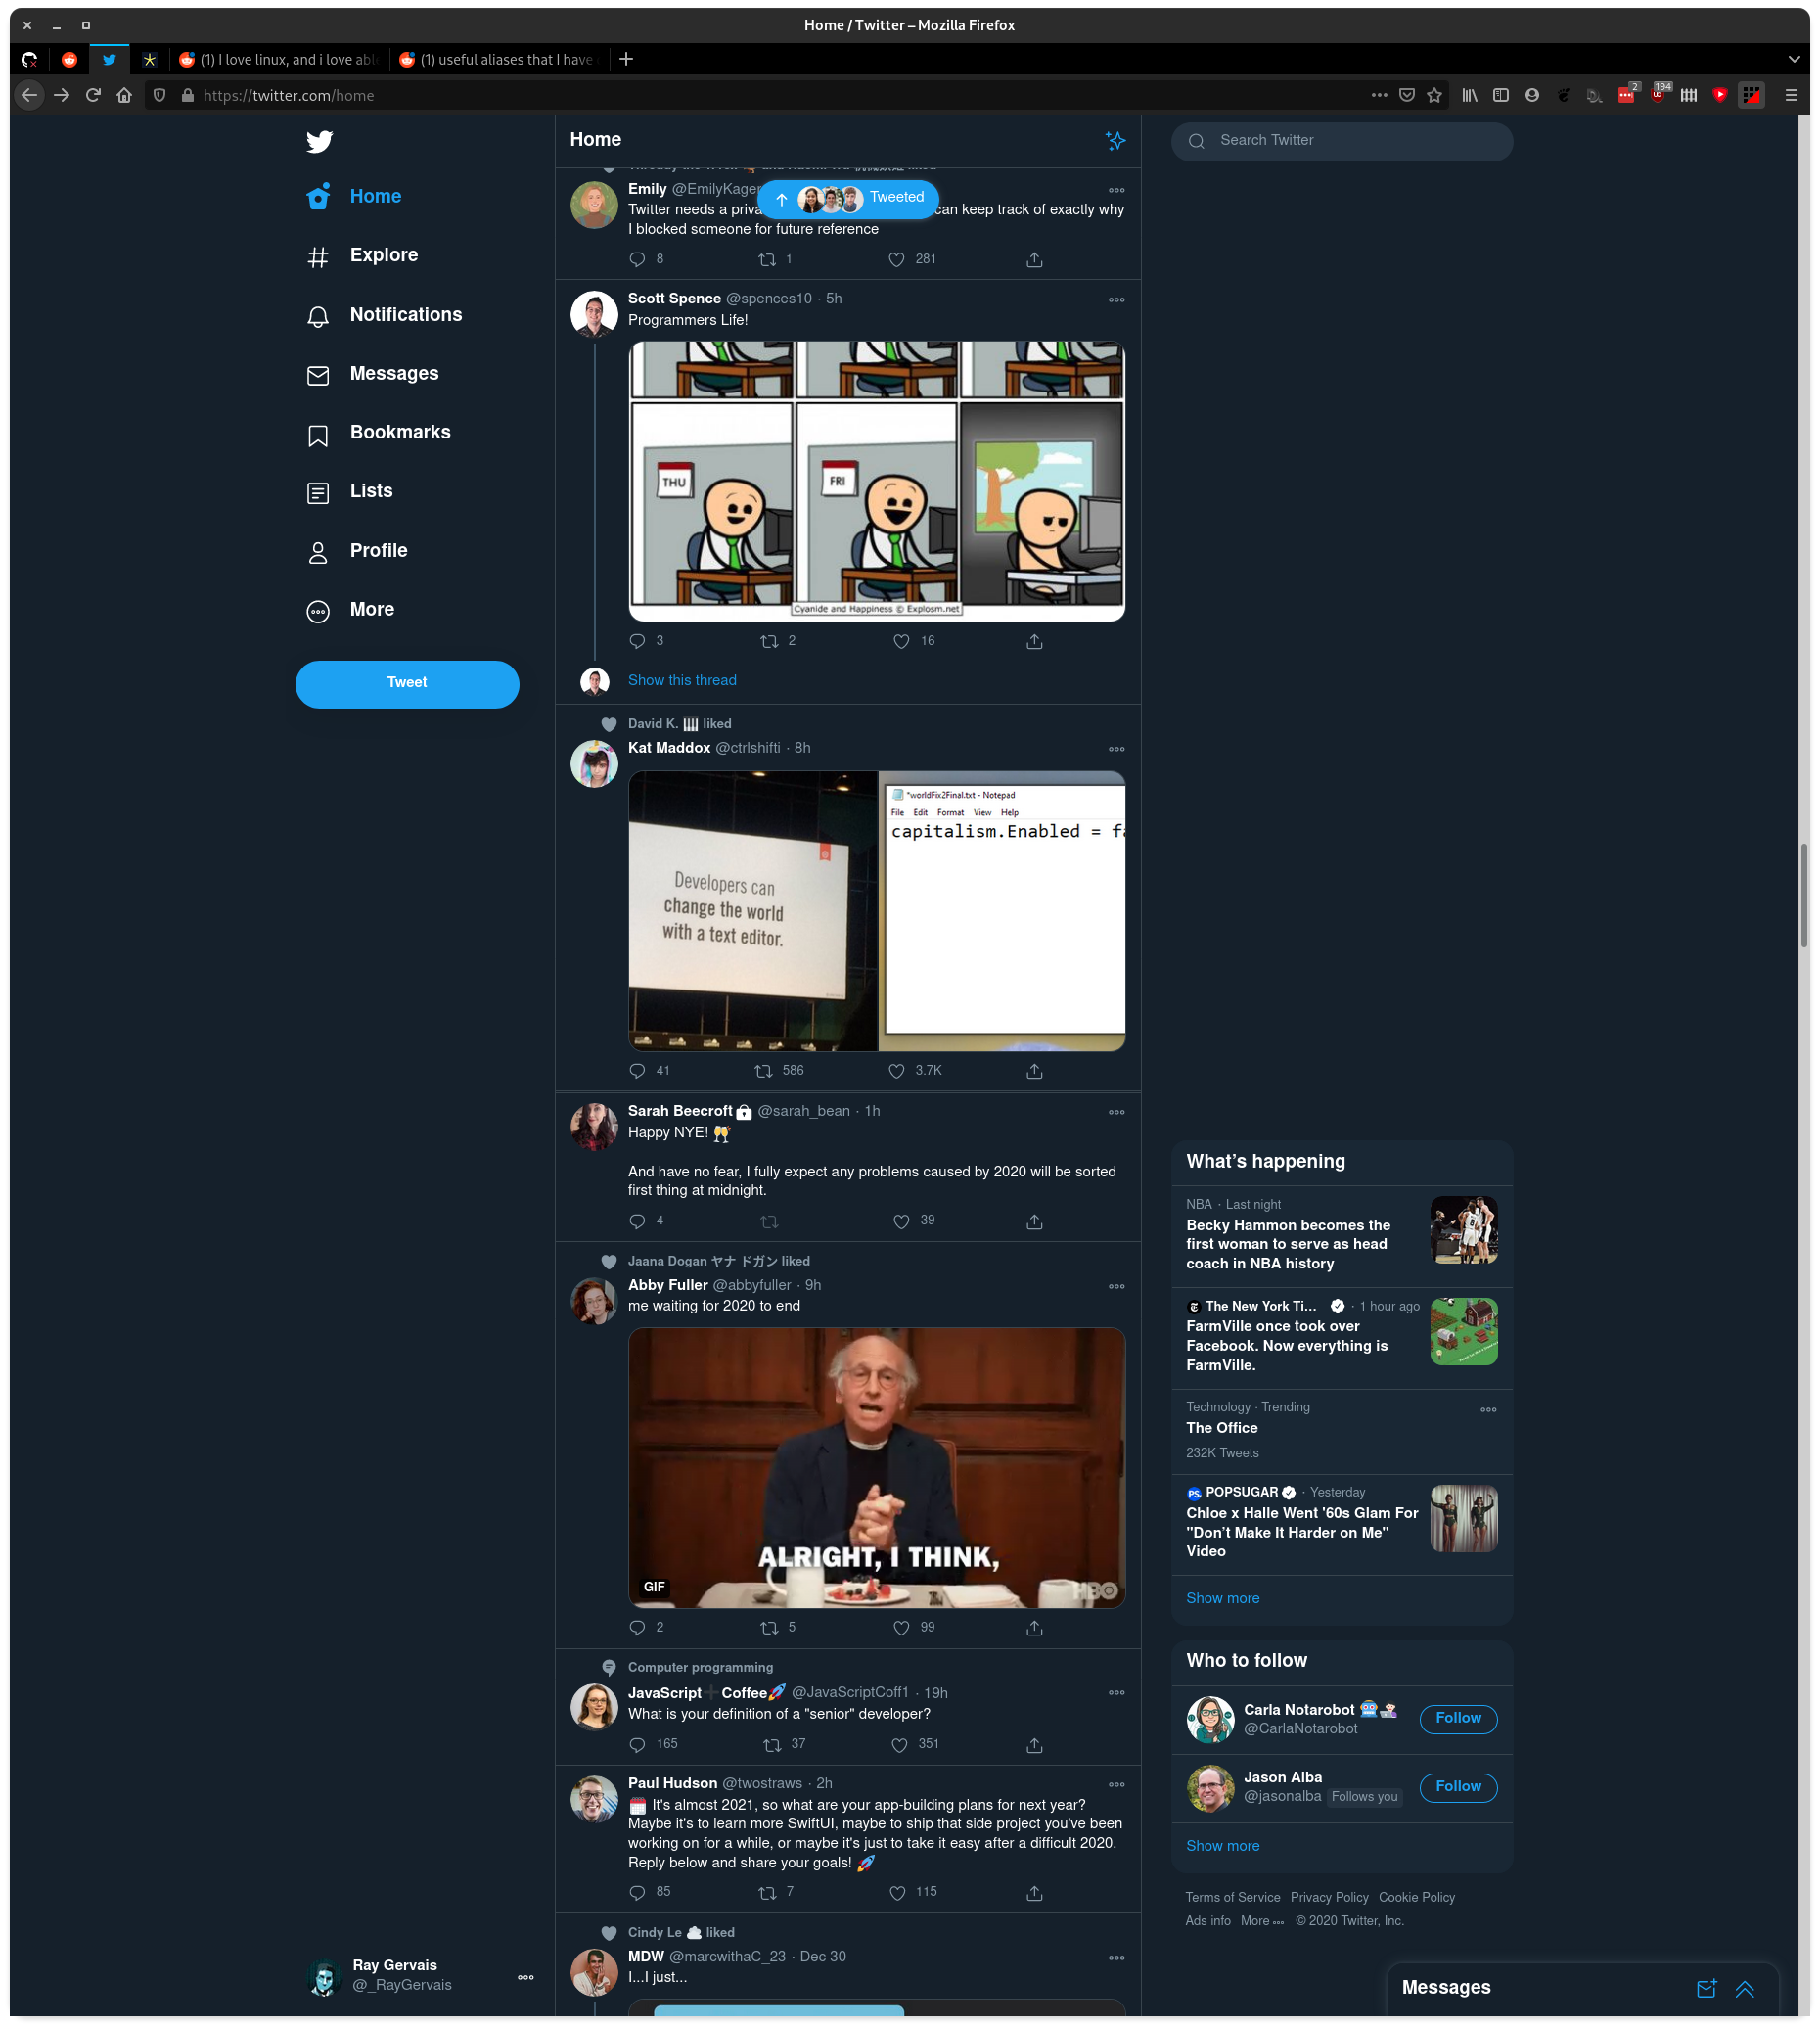 Home / Twitter – Mozilla Firefox
(1) I love linux, and i love abl
(1) useful aliases that I have
https://twitter.com/home
2
194
Home
Explore
Notifications
Messages
Bookmarks
Lists
Profile
More
Tweet
Ray Gervais
@_RayGervais
Home
Tweeted
Emily @EmilyKager
Twitter needs a priva can keep track of exactly why
I blocked someone for future reference
8 1 281
Scott Spence @spences10 · 5h
Programmers Life!
THU
FRI
Cyanide and Happiness © Explosm.net
3 2 16
Show this thread
David K. liked
Kat Maddox @ctrlshifti · 8h
Developers can
change the world
with a text editor.
*worldFix2Final.txt - Notepad
File Edit Format View Help
capitalism.Enabled = fa
41 586 3.7K
Sarah Beecroft @sarah_bean · 1h
Happy NYE! 🥂
And have no fear, I fully expect any problems caused by 2020 will be sorted
first thing at midnight.
4 39
Jaana Dogan ヤナ ドガン liked
Abby Fuller @abbyfuller · 9h
me waiting for 2020 to end
ALRIGHT, I THINK,
GIF
HBO
2 5 99
Computer programming
JavaScript➕Coffee🚀 @JavaScriptCoff1 · 19h
What is your definition of a "senior" developer?
165 37 351
Paul Hudson @twostraws · 2h
🗓️ It's almost 2021, so what are your app-building plans for next year?
Maybe it's to learn more SwiftUI, maybe to ship that side project you've been
working on for a while, or maybe it's just to take it easy after a difficult 2020.
Reply below and share your goals! 🚀
85 7 115
Cindy Le liked
MDW @marcwithaC_23 · Dec 30
I...I just...
Search Twitter
What's happening
NBA · Last night
Becky Hammon becomes the
first woman to serve as head
coach in NBA history
The New York Ti... · 1 hour ago
FarmVille once took over
Facebook. Now everything is
FarmVille.
Technology · Trending
The Office
232K Tweets
PS.
POPSUGAR · Yesterday
Chloe x Halle Went '60s Glam For
"Don't Make It Harder on Me"
Video
Show more
Who to follow
Carla Notarobot
@CarlaNotarobot
Follow
Jason Alba
@jasonalba Follows you
Follow
Show more
Terms of Service Privacy Policy Cookie Policy
Ads info More © 2020 Twitter, Inc.
Messages